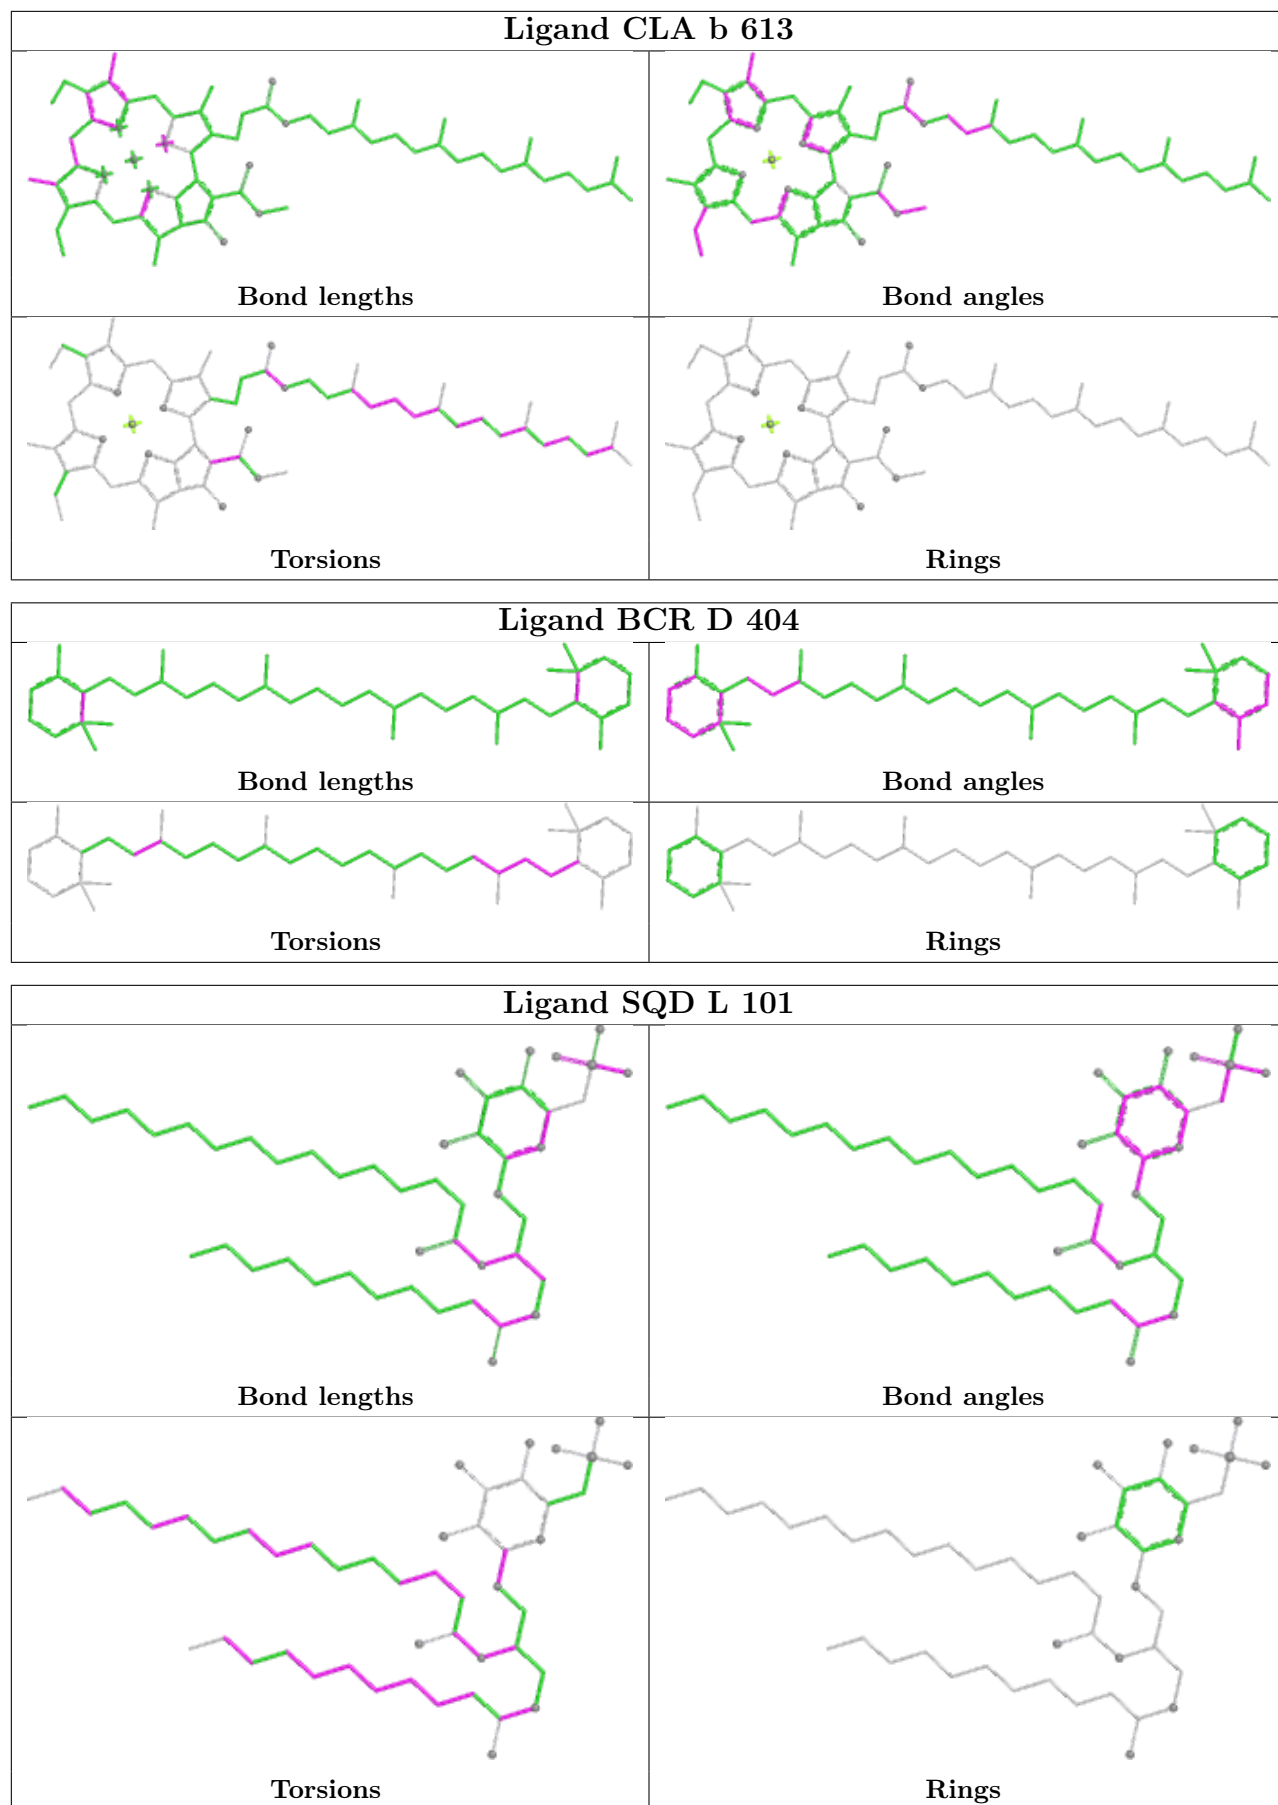 Ligand CLA b 613
Bond lengths
Bond angles
Torsions
Rings
Ligand BCR D 404
Bond lengths
Bond angles
Torsions
Rings
Ligand SQD L 101
Bond lengths
Bond angles
Torsions
Rings